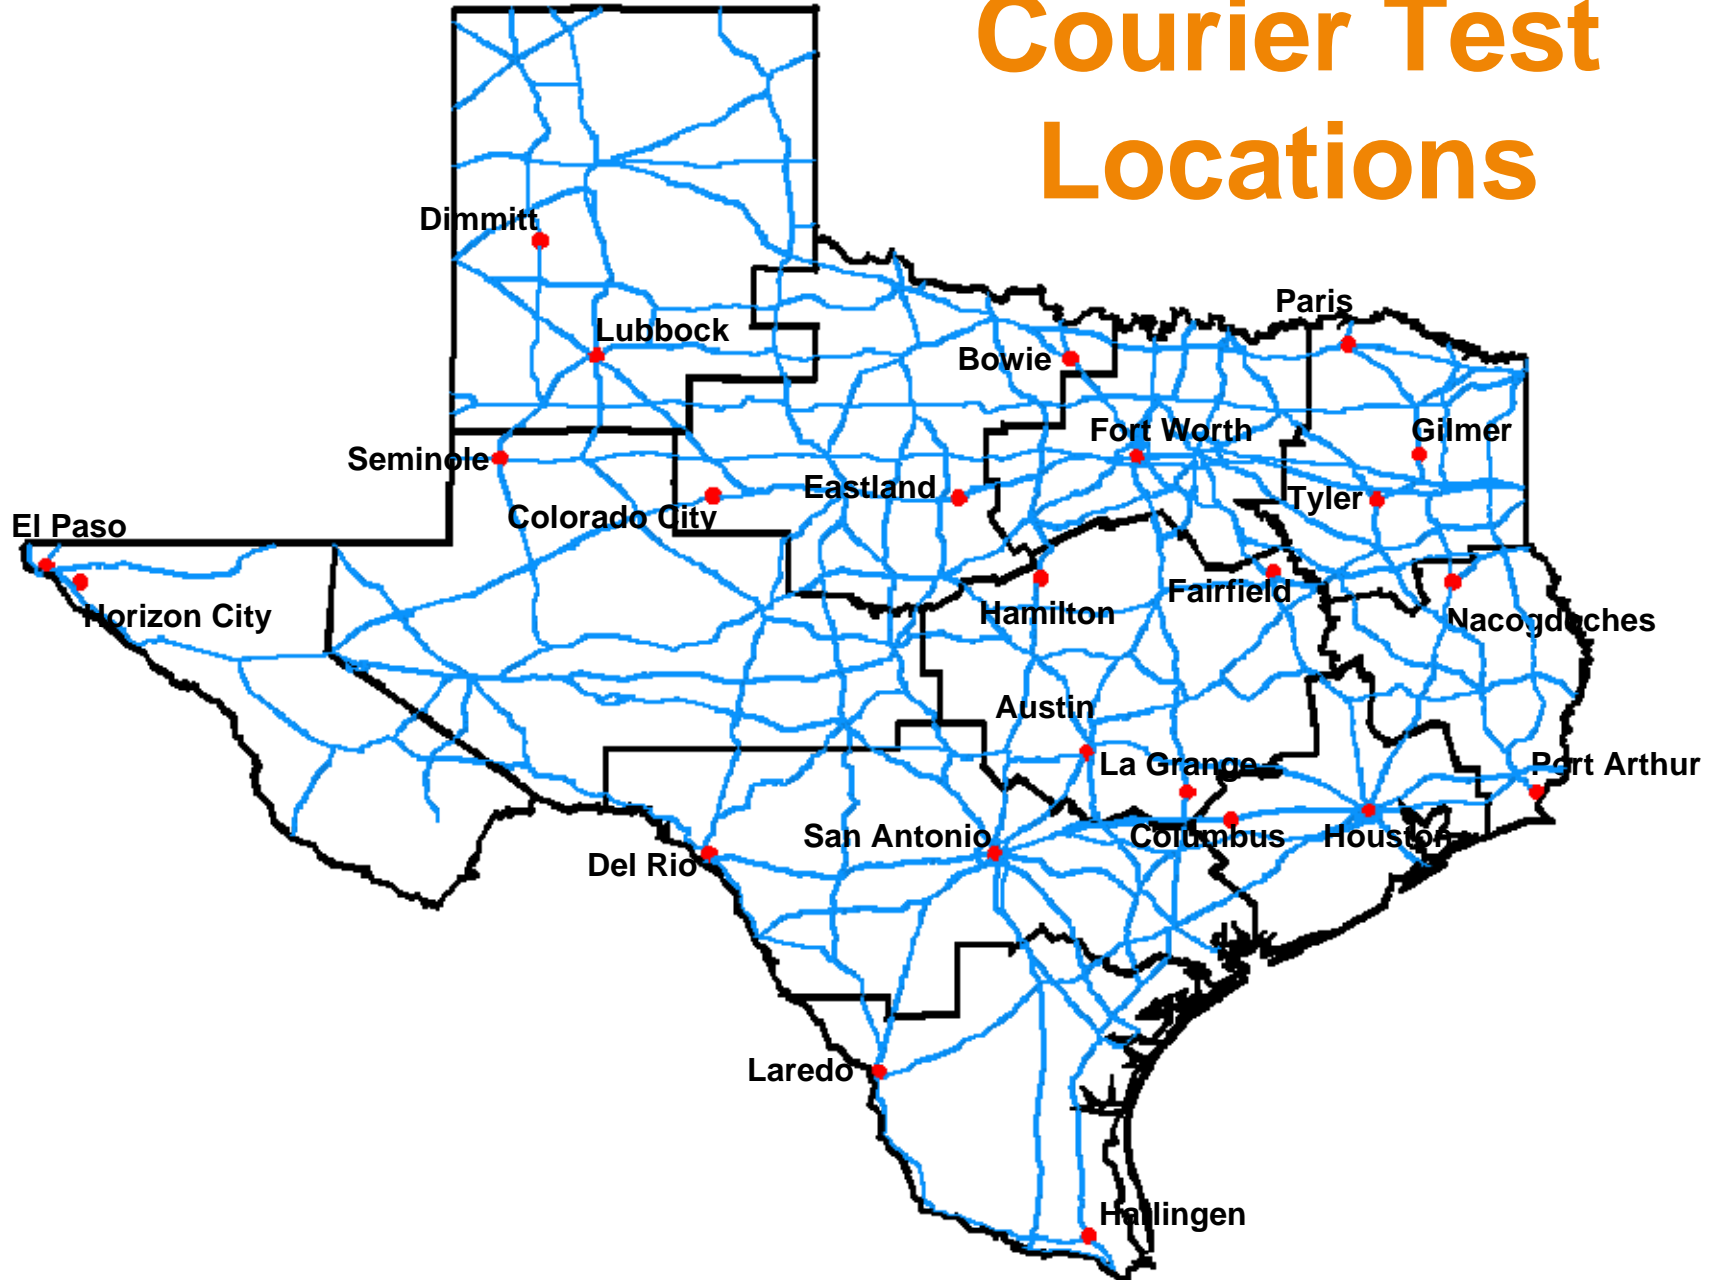 Courier Test
Locations
Dimmitt
Paris
Lubbock
Bowie
Fort Worth
Gilmer
Seminole
Eastland
Tyler
Colorado City
El Paso
Fairfield
Horizon City
Hamilton
Nacogdoches
Austin
La Grange
Port Arthur
San Antonio
Columbus
Houston
Del Rio
Laredo
Harlingen